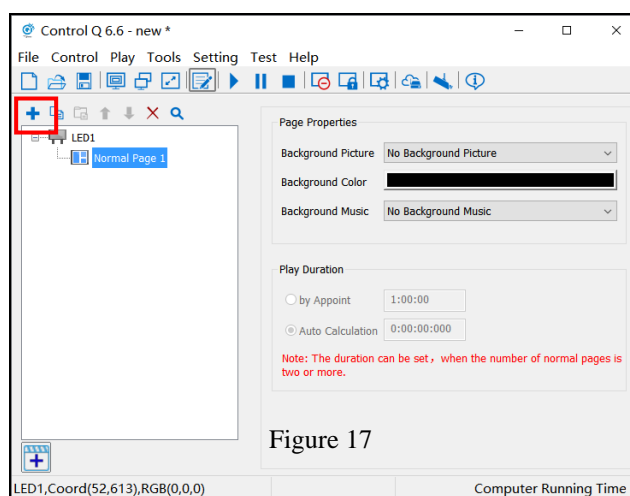 Control Q 6.6 - new *
File Control Play Tools Setting Test Help
LED1
Normal Page 1
Page Properties
Background Picture No Background Picture
Background Color
Background Music No Background Music
Play Duration
by Appoint 1:00:00
Auto Calculation 0:00:00:000
Note: The duration can be set，when the number of normal pages is
two or more.
Figure 17
LED1,Coord(52,613),RGB(0,0,0) Computer Running Time